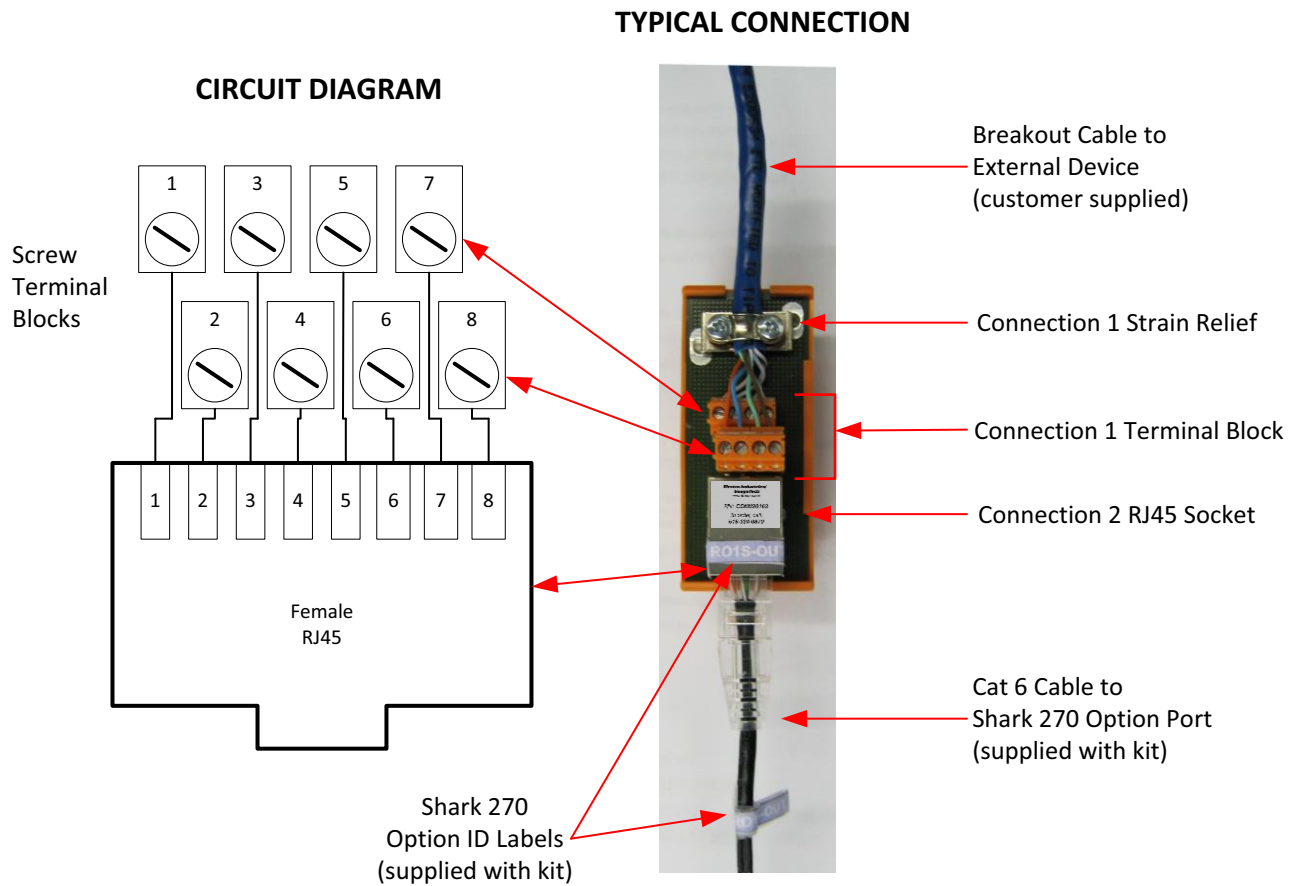 TYPICAL CONNECTION
CIRCUIT DIAGRAM
1
3
5
7
Screw
Terminal
Blocks
2
4
6
8
1
2
3
4
5
6
7
8
Female
RJ45
Breakout Cable to
External Device
(customer supplied)
Connection 1 Strain Relief
Connection 1 Terminal Block
Connection 2 RJ45 Socket
To order, call:
RO1S-OU
Cat 6 Cable to
Shark 270 Option Port
(supplied with kit)
Shark 270
Option ID Labels
(supplied with kit)